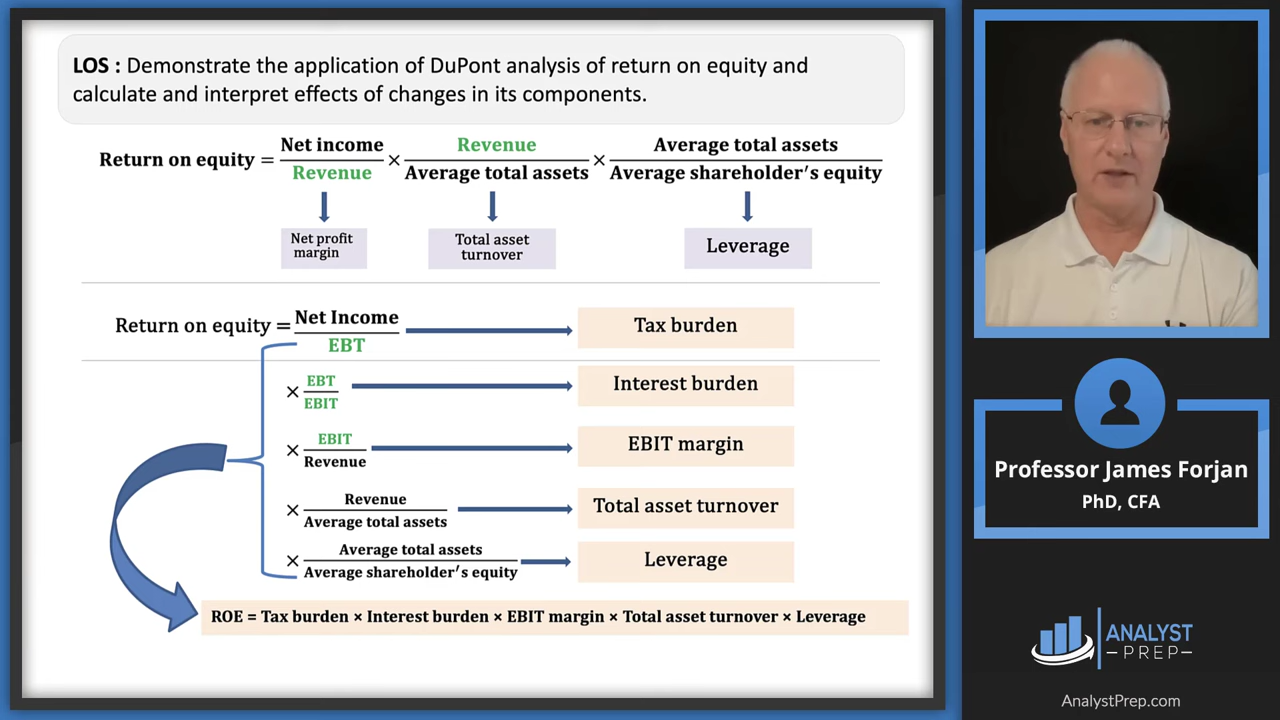 LOS : Demonstrate the application of DuPont analysis of return on equity and
calculate and interpret effects of changes in its components.
Return on equity = Net income / Revenue × Revenue / Average total assets × Average total assets / Average shareholder's equity
Net profit
margin
Total asset
turnover
Leverage
Return on equity = Net Income / EBT
Tax burden
× EBT / EBIT
Interest burden
× EBIT / Revenue
EBIT margin
× Revenue / Average total assets
Total asset turnover
× Average total assets / Average shareholder's equity
Leverage
ROE = Tax burden × Interest burden × EBIT margin × Total asset turnover × Leverage
Professor James Forjan
PhD, CFA
ANALYST
—PREP—
AnalystPrep.com